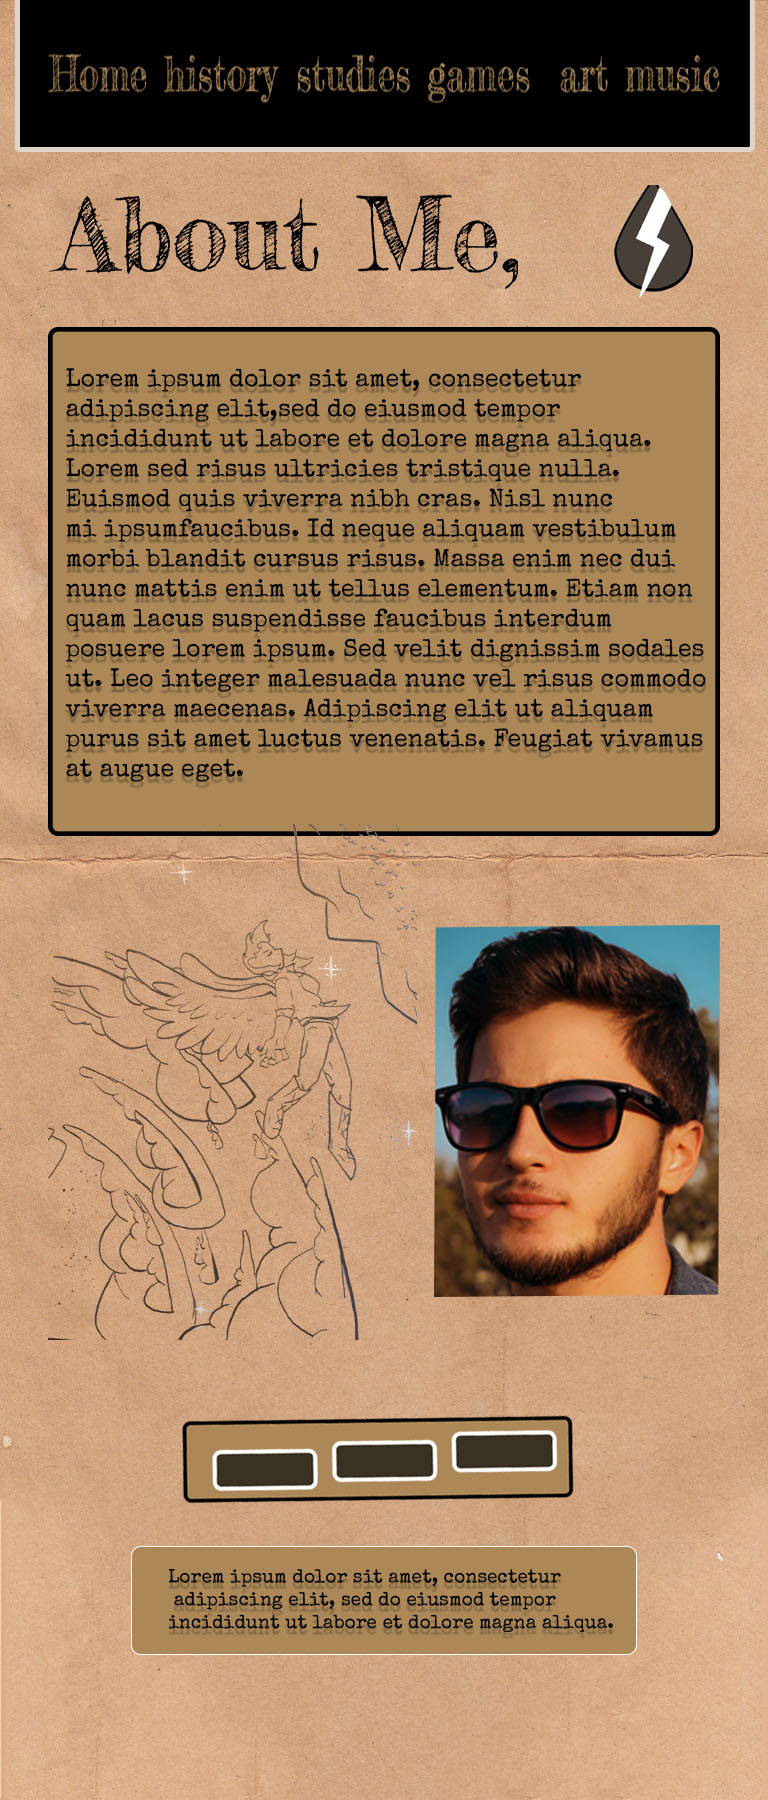 Home history studies games art music
About Me,
Lorem ipsum dolor sit amet, consectetur
adipiscing elit,sed do eiusmod tempor
incididunt ut labore et dolore magna aliqua.
Lorem sed risus ultricies tristique nulla.
Euismod quis viverra nibh cras. Nisl nunc
mi ipsumfaucibus. Id neque aliquam vestibulum
morbi blandit cursus risus. Massa enim nec dui
nunc mattis enim ut tellus elementum. Etiam non
quam lacus suspendisse faucibus interdum
posuere lorem ipsum. Sed velit dignissim sodales
ut. Leo integer malesuada nunc vel risus commodo
viverra maecenas. Adipiscing elit ut aliquam
purus sit amet luctus venenatis. Feugiat vivamus
at augue eget.
Lorem ipsum dolor sit amet, consectetur
adipiscing elit, sed do eiusmod tempor
incididunt ut labore et dolore magna aliqua.